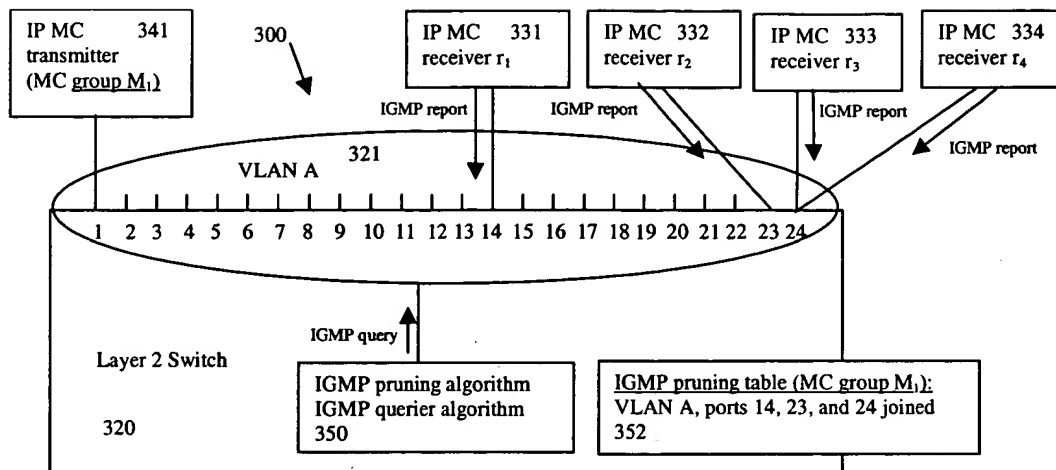 IP MC 341
transmitter
(MC group M₁)
300
IP MC 331
receiver r₁
IP MC 332
receiver r₂
IP MC 333
receiver r₃
IP MC 334
receiver r₄
IGMP report
IGMP report
IGMP report
IGMP report
321
VLAN A
1 2 3 4 5 6 7 8 9 10 11 12 13 14 15 16 17 18 19 20 21 22 23 24
IGMP query
Layer 2 Switch
320
IGMP pruning algorithm
IGMP querier algorithm
350
IGMP pruning table (MC group M₁):
VLAN A, ports 14, 23, and 24 joined
352